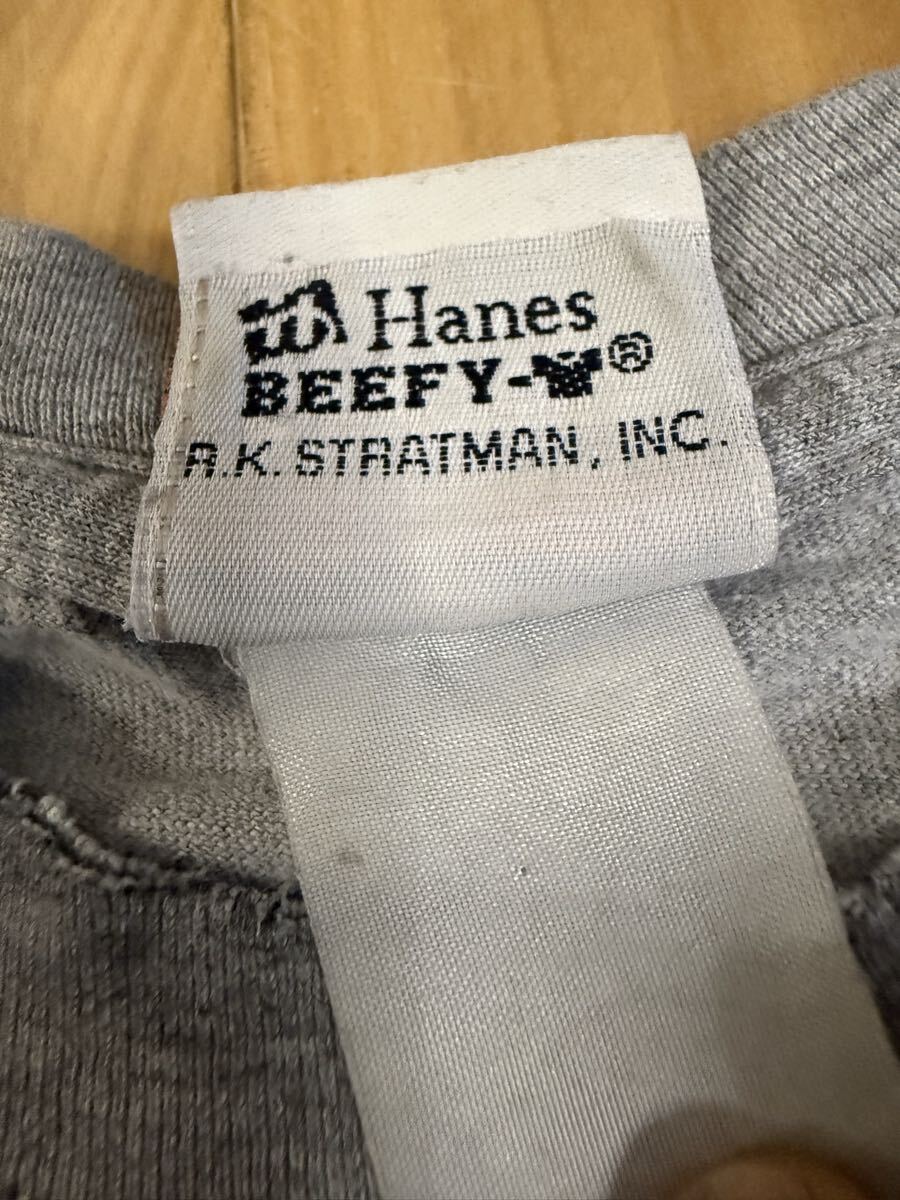 Hanes
BEEFY-®
R.K. STRATMAN, INC.